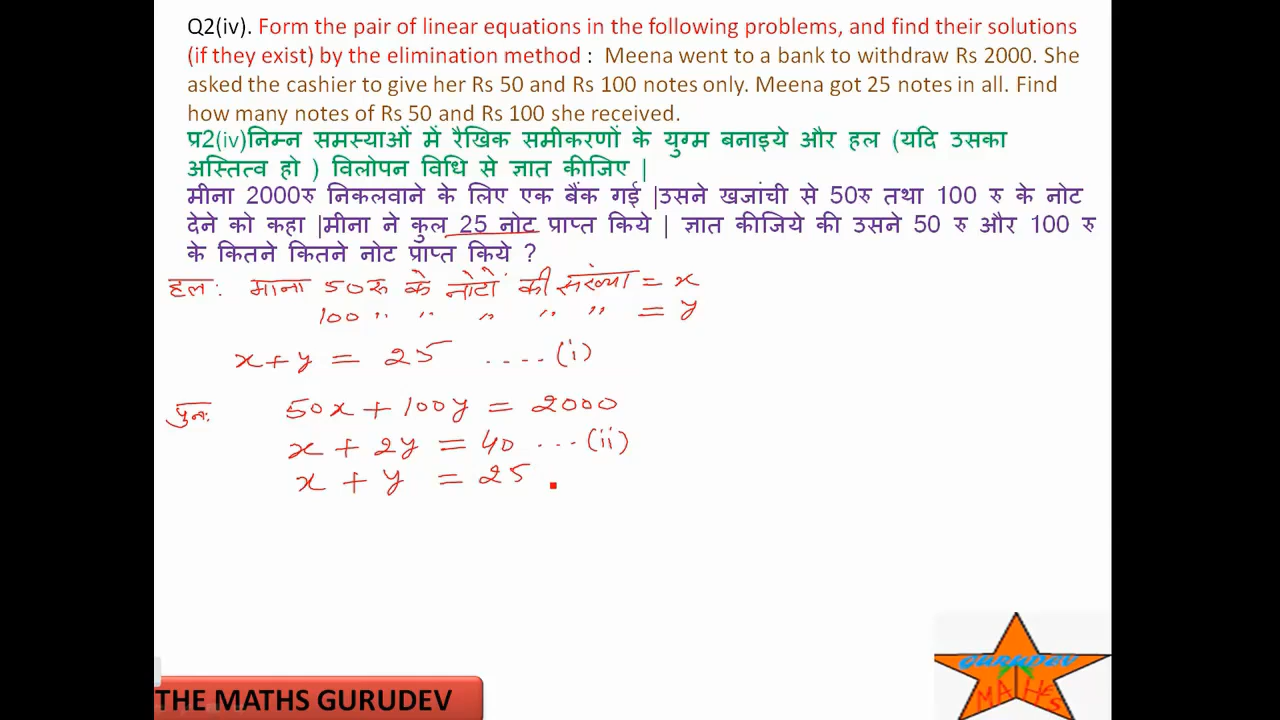 Q2(iv). Form the pair of linear equations in the following problems, and find their solutions
(if they exist) by the elimination method : Meena went to a bank to withdraw Rs 2000. She
asked the cashier to give her Rs 50 and Rs 100 notes only. Meena got 25 notes in all. Find
how many notes of Rs 50 and Rs 100 she received.
प्र2(iv)निम्न समस्याओं में रैखिक समीकरणों के युग्म बनाइये और हल (यदि उसका
अस्तित्व हो ) विलोपन विधि से ज्ञात कीजिए |
मीना 2000रु निकलवाने के लिए एक बैंक गई |उसने खजांची से 50रु तथा 100 रु के नोट
देने को कहा |मीना ने कुल 25 नोट प्राप्त किये | ज्ञात कीजिये की उसने 50 रु और 100 रु
के कितने कितने नोट प्राप्त किये ?
हल: माना 50रु के नोटों की संख्या = x
100 " " " " " = y
x+y = 25 ....(i)
पुनः 50x + 100y = 2000
x + 2y = 40 ...(ii)
x + y = 25
THE MATHS GURUDEV
GURUDEV
MATHS